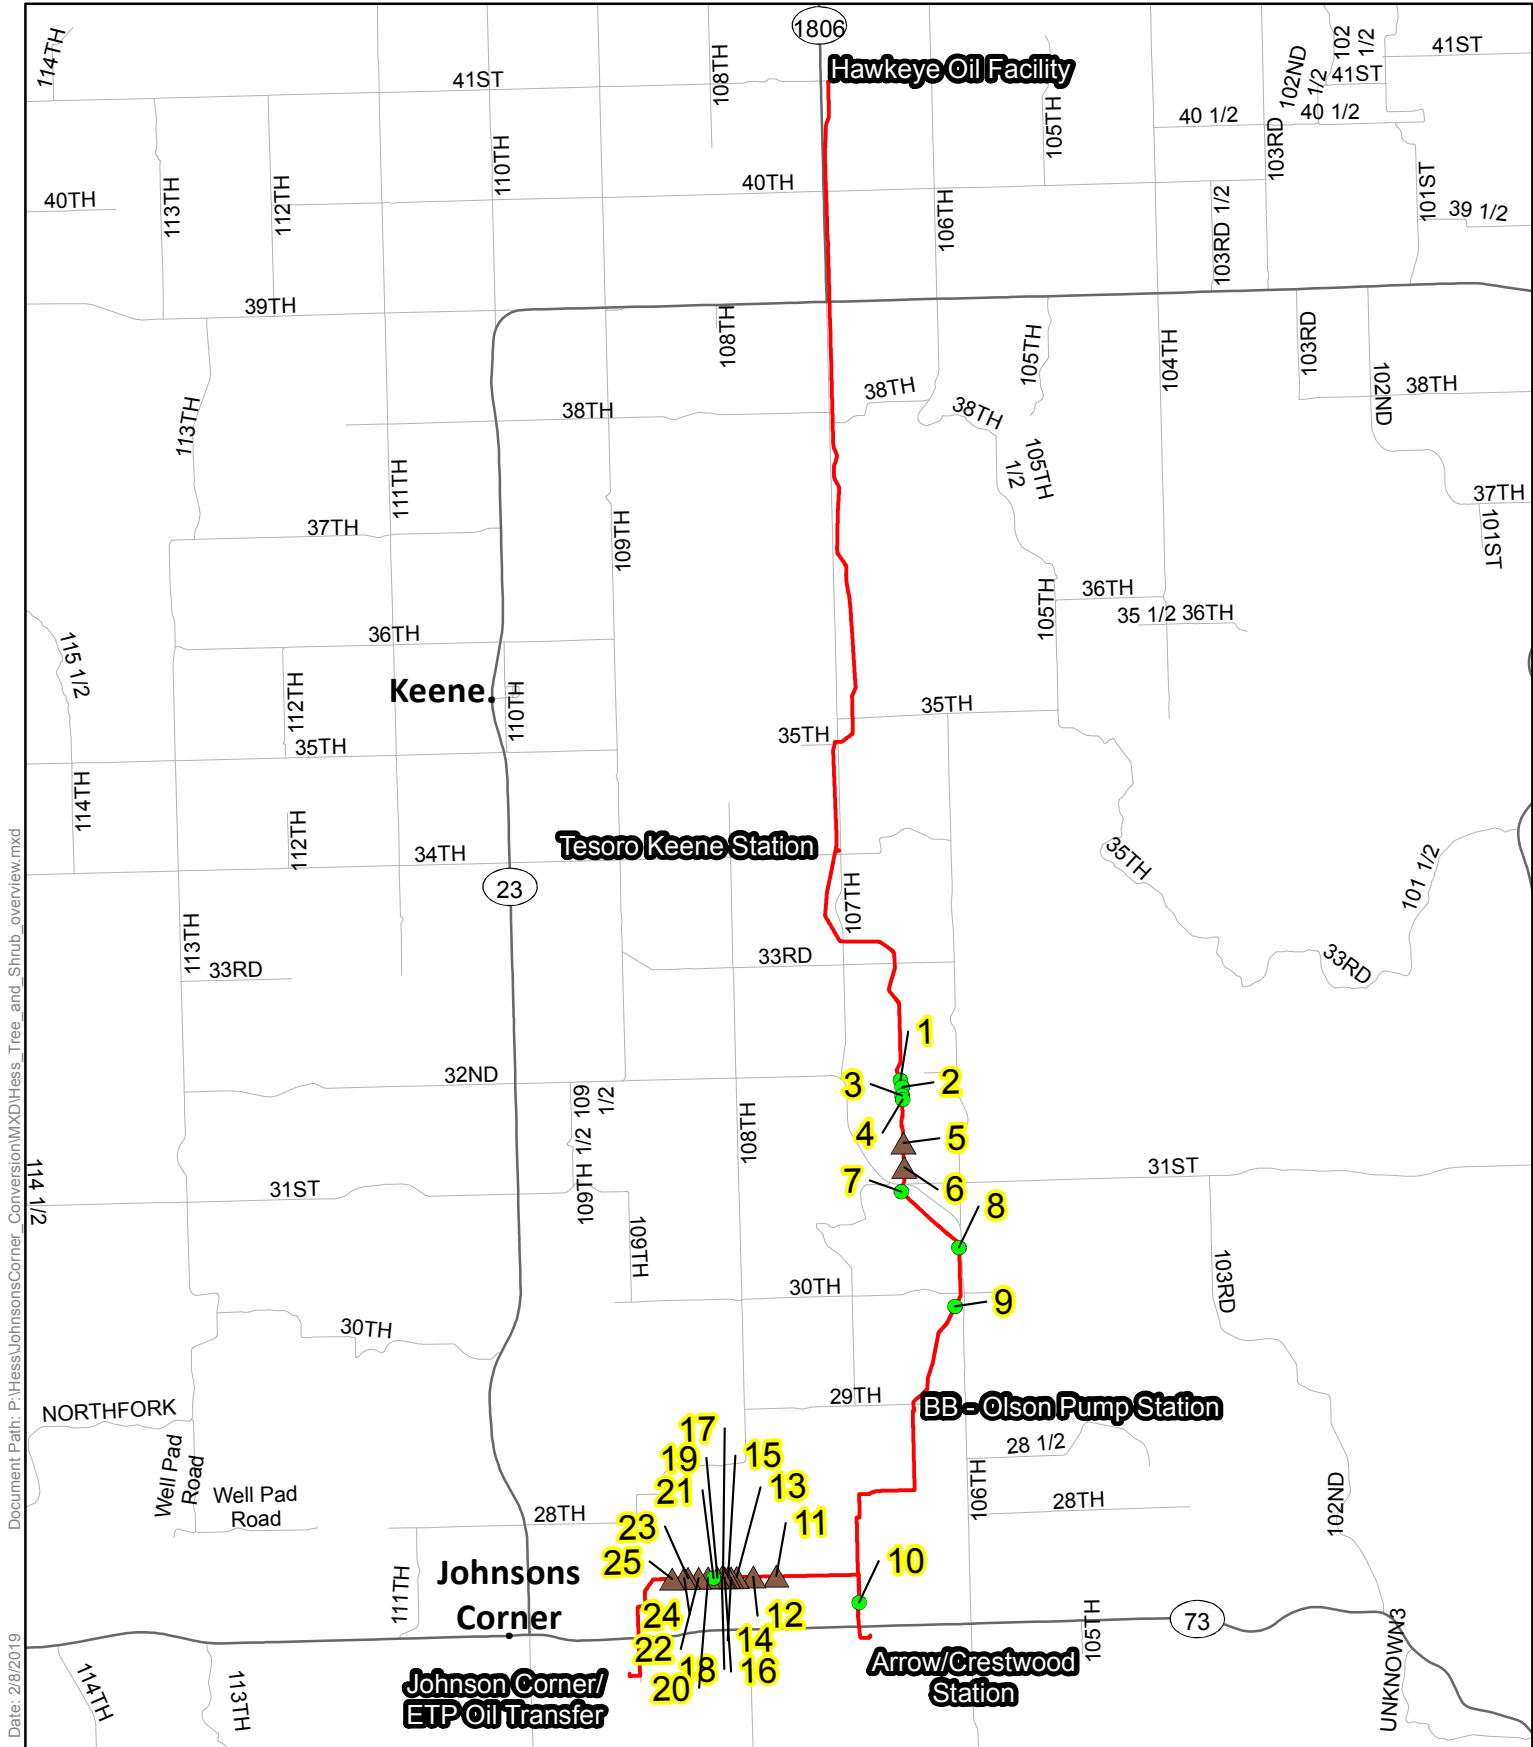 1806
114TH
41ST
108TH
Hawkeye Oil Facility
105TH
102ND
1/2
102
1/2
41ST
41ST
40 1/2
40 1/2
103RD
110TH
40TH
113TH
112TH
40TH
106TH
103RD 1/2
101ST
39 1/2
39TH
108TH
105TH
104TH
103RD
102ND
38TH
113TH
38TH
38TH
38TH
1/2
105TH
111TH
37TH
109TH
37TH
101ST
36TH
105TH
36TH
35 1/2 36TH
115 1/2
Keene
112TH
110TH
35TH
35TH
35TH
114TH
112TH
34TH
Tesoro Keene Station
35TH
101 1/2
23
107TH
113TH
33RD
33RD
33RD
1
32ND
3
2
109TH 1/2
109
1/2
108TH
4
5
114 1/2
31ST
7
6
31ST
8
109TH
30TH
9
103RD
30TH
NORTHFORK
29TH
BB - Olson Pump Station
Well Pad
Road
Well Pad
Road
17
19
15
21
13
28 1/2
106TH
28TH
102ND
28TH
23
11
25
10
Johnsons
Corner
111TH
24
12
22
14
18
16
20
73
105TH
Arrow/Crestwood
Station
Johnson Corner/
ETP Oil Transfer
114TH
113TH
UNKNOWN3
Date: 2/8/2019 Document Path: P:\Hess\JohnsonsCorner_Conversion\MXD\Hess_Tree_and_Shrub_overview.mxd